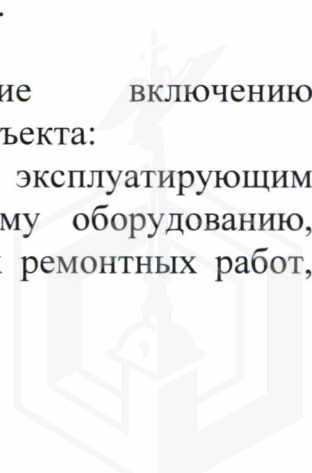 ие включению
ъекта:
эксплуатирующим
му оборудованию,
х ремонтных работ,